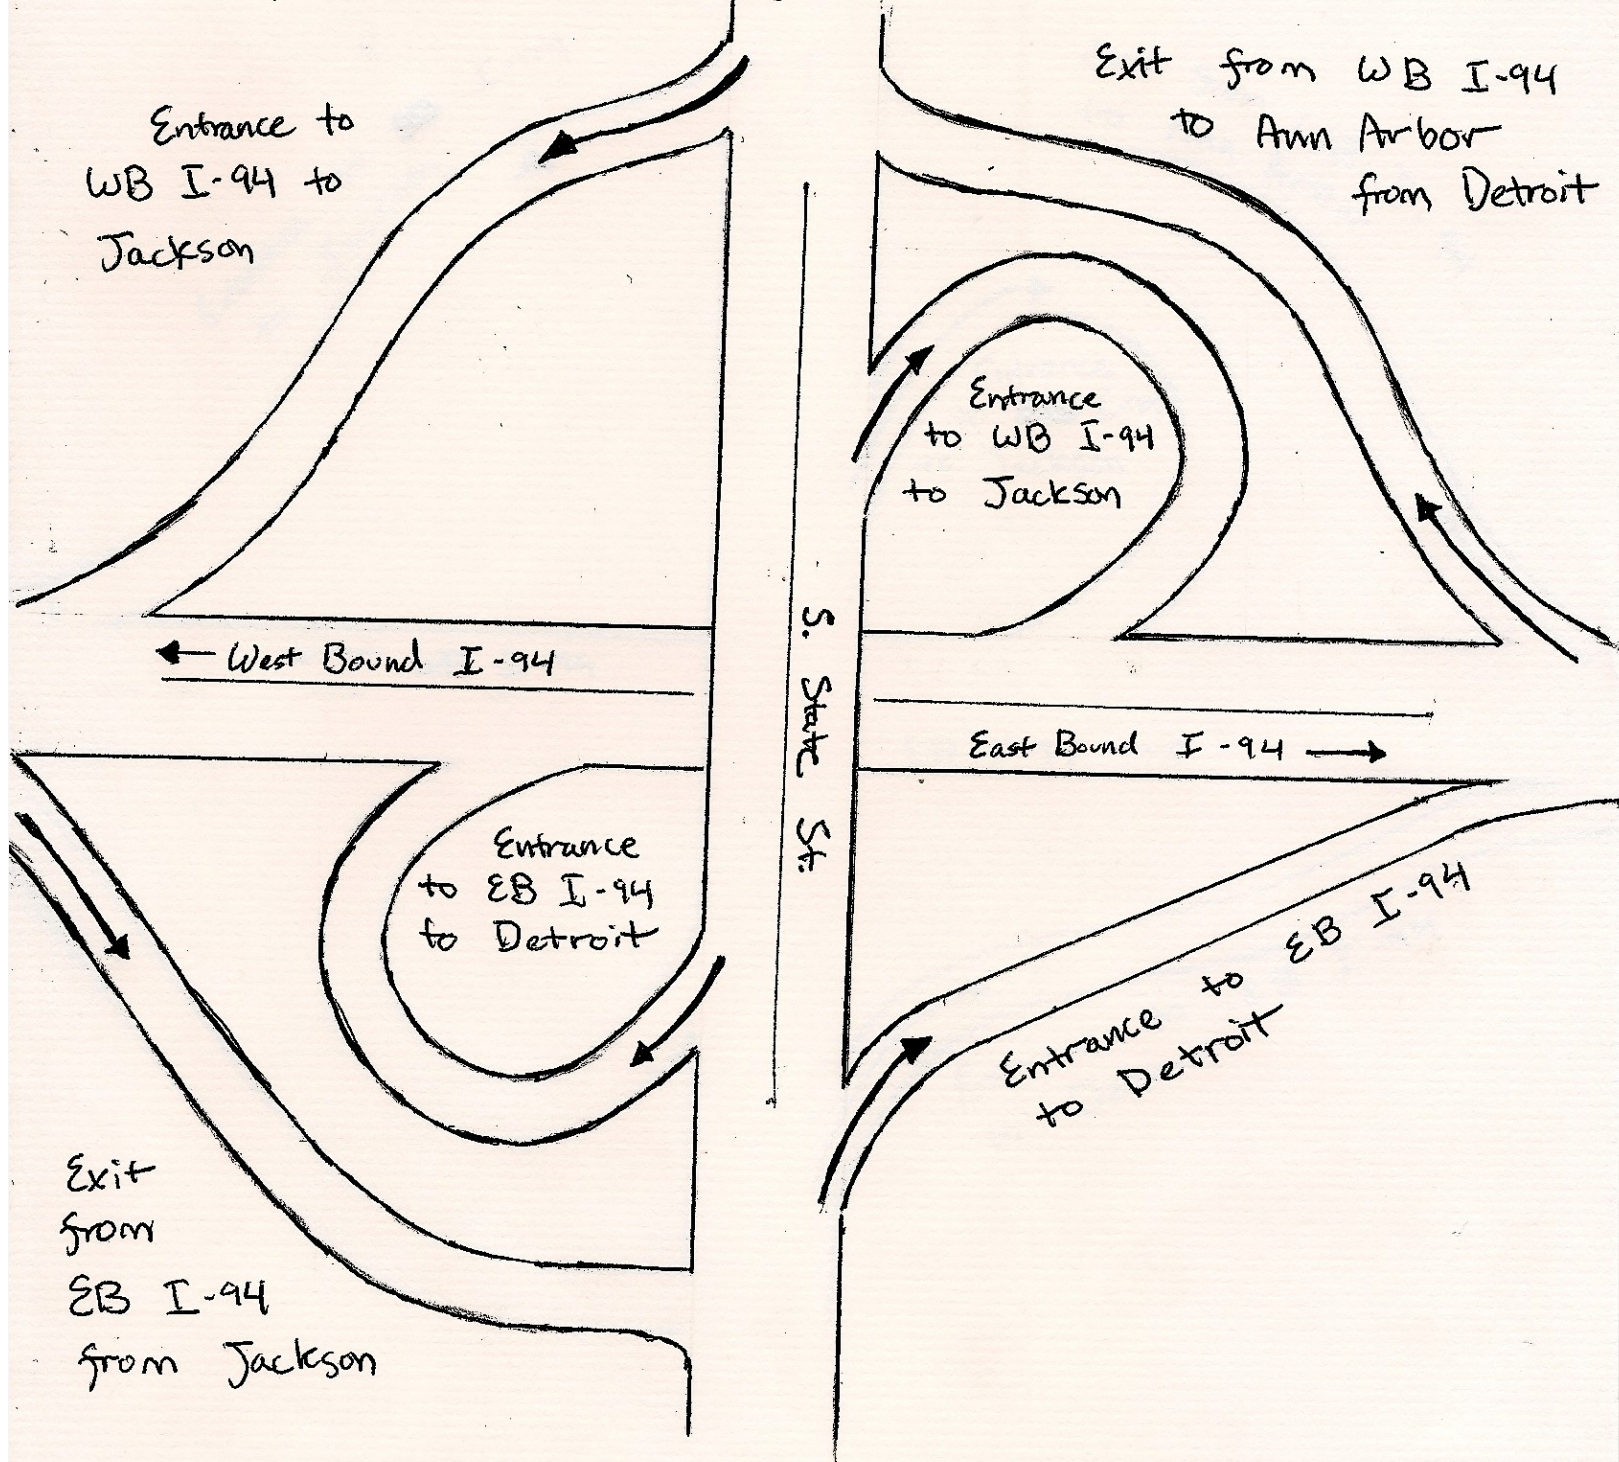 Entrance to
WB I-94 to
Jackson
Exit from WB I-94
to Ann Arbor
from Detroit
Entrance
to WB I-94
to Jackson
S. State St.
West Bound I-94
East Bound I-94
Entrance
to EB I-94
to Detroit
Entrance to EB I-94
to Detroit
Exit
from
EB I-94
from Jackson